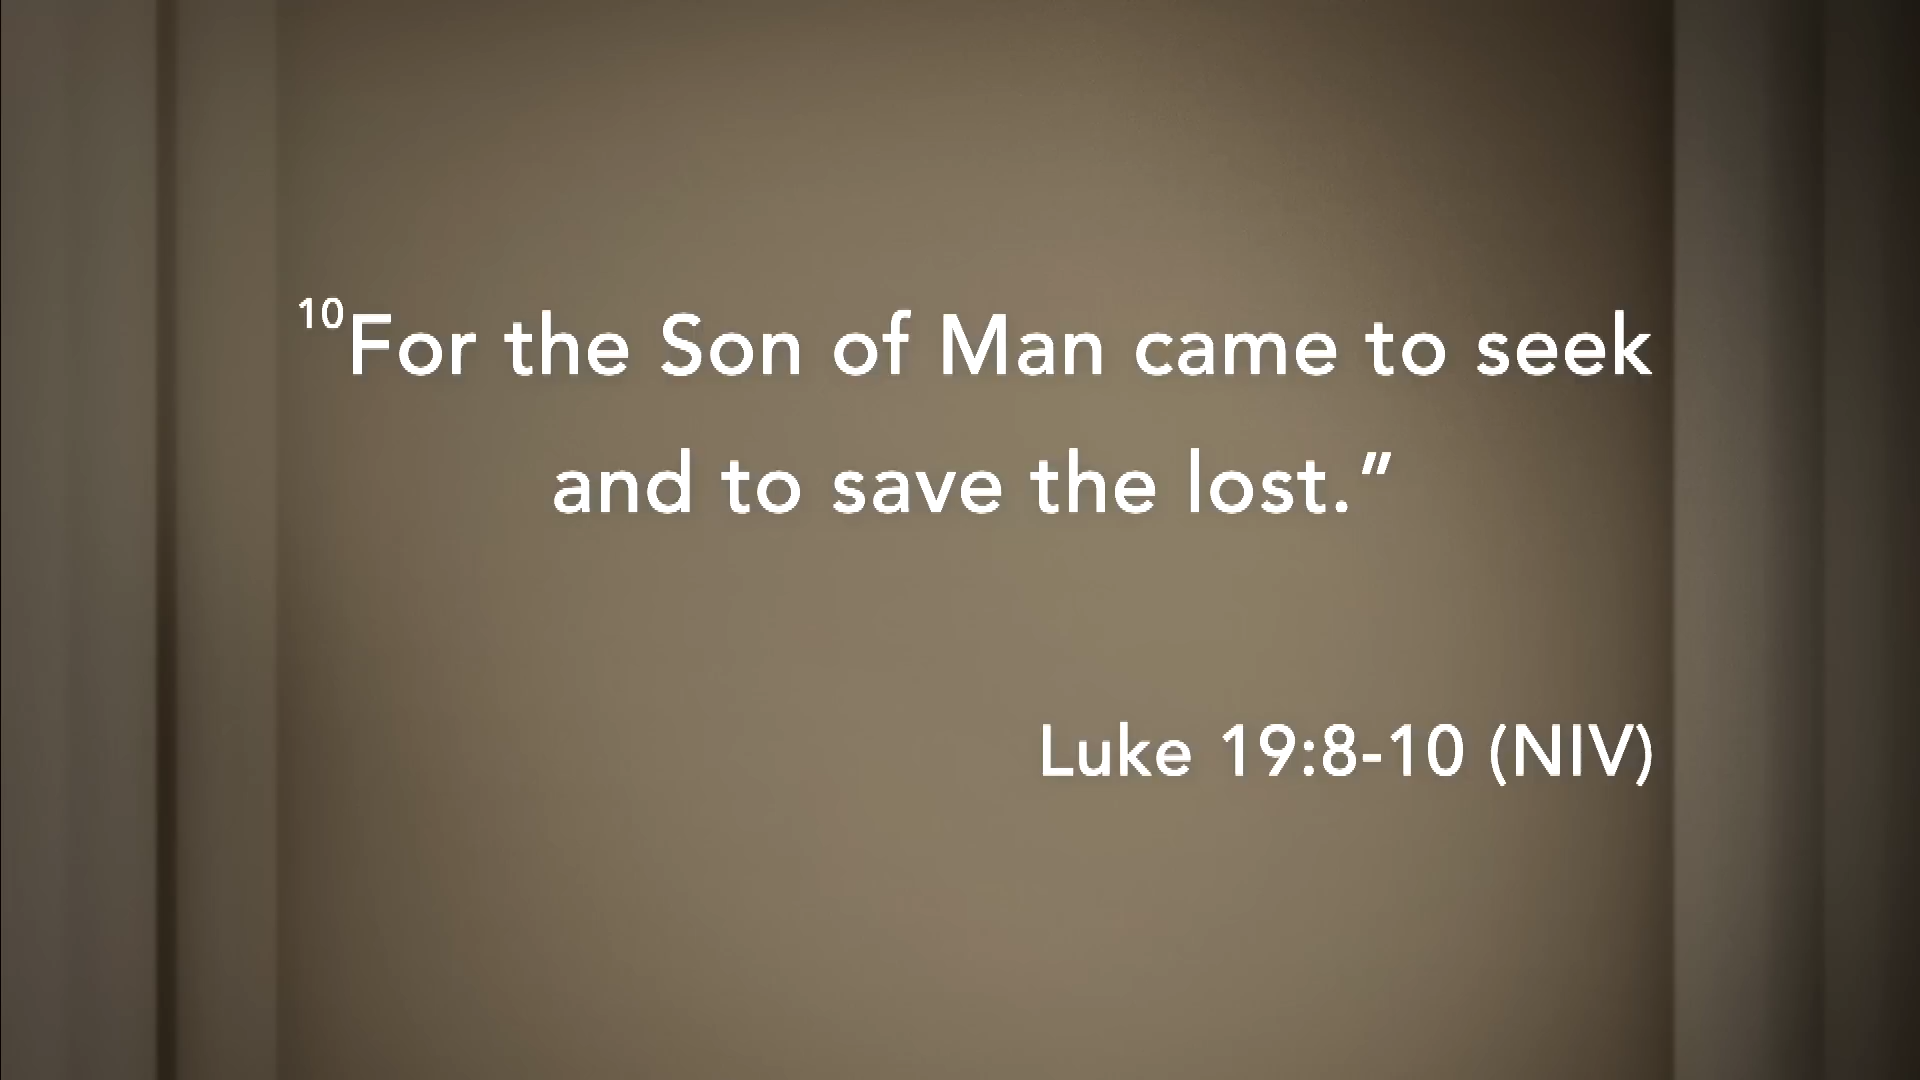 ¹⁰For the Son of Man came to seek
and to save the lost.”
Luke 19:8-10 (NIV)